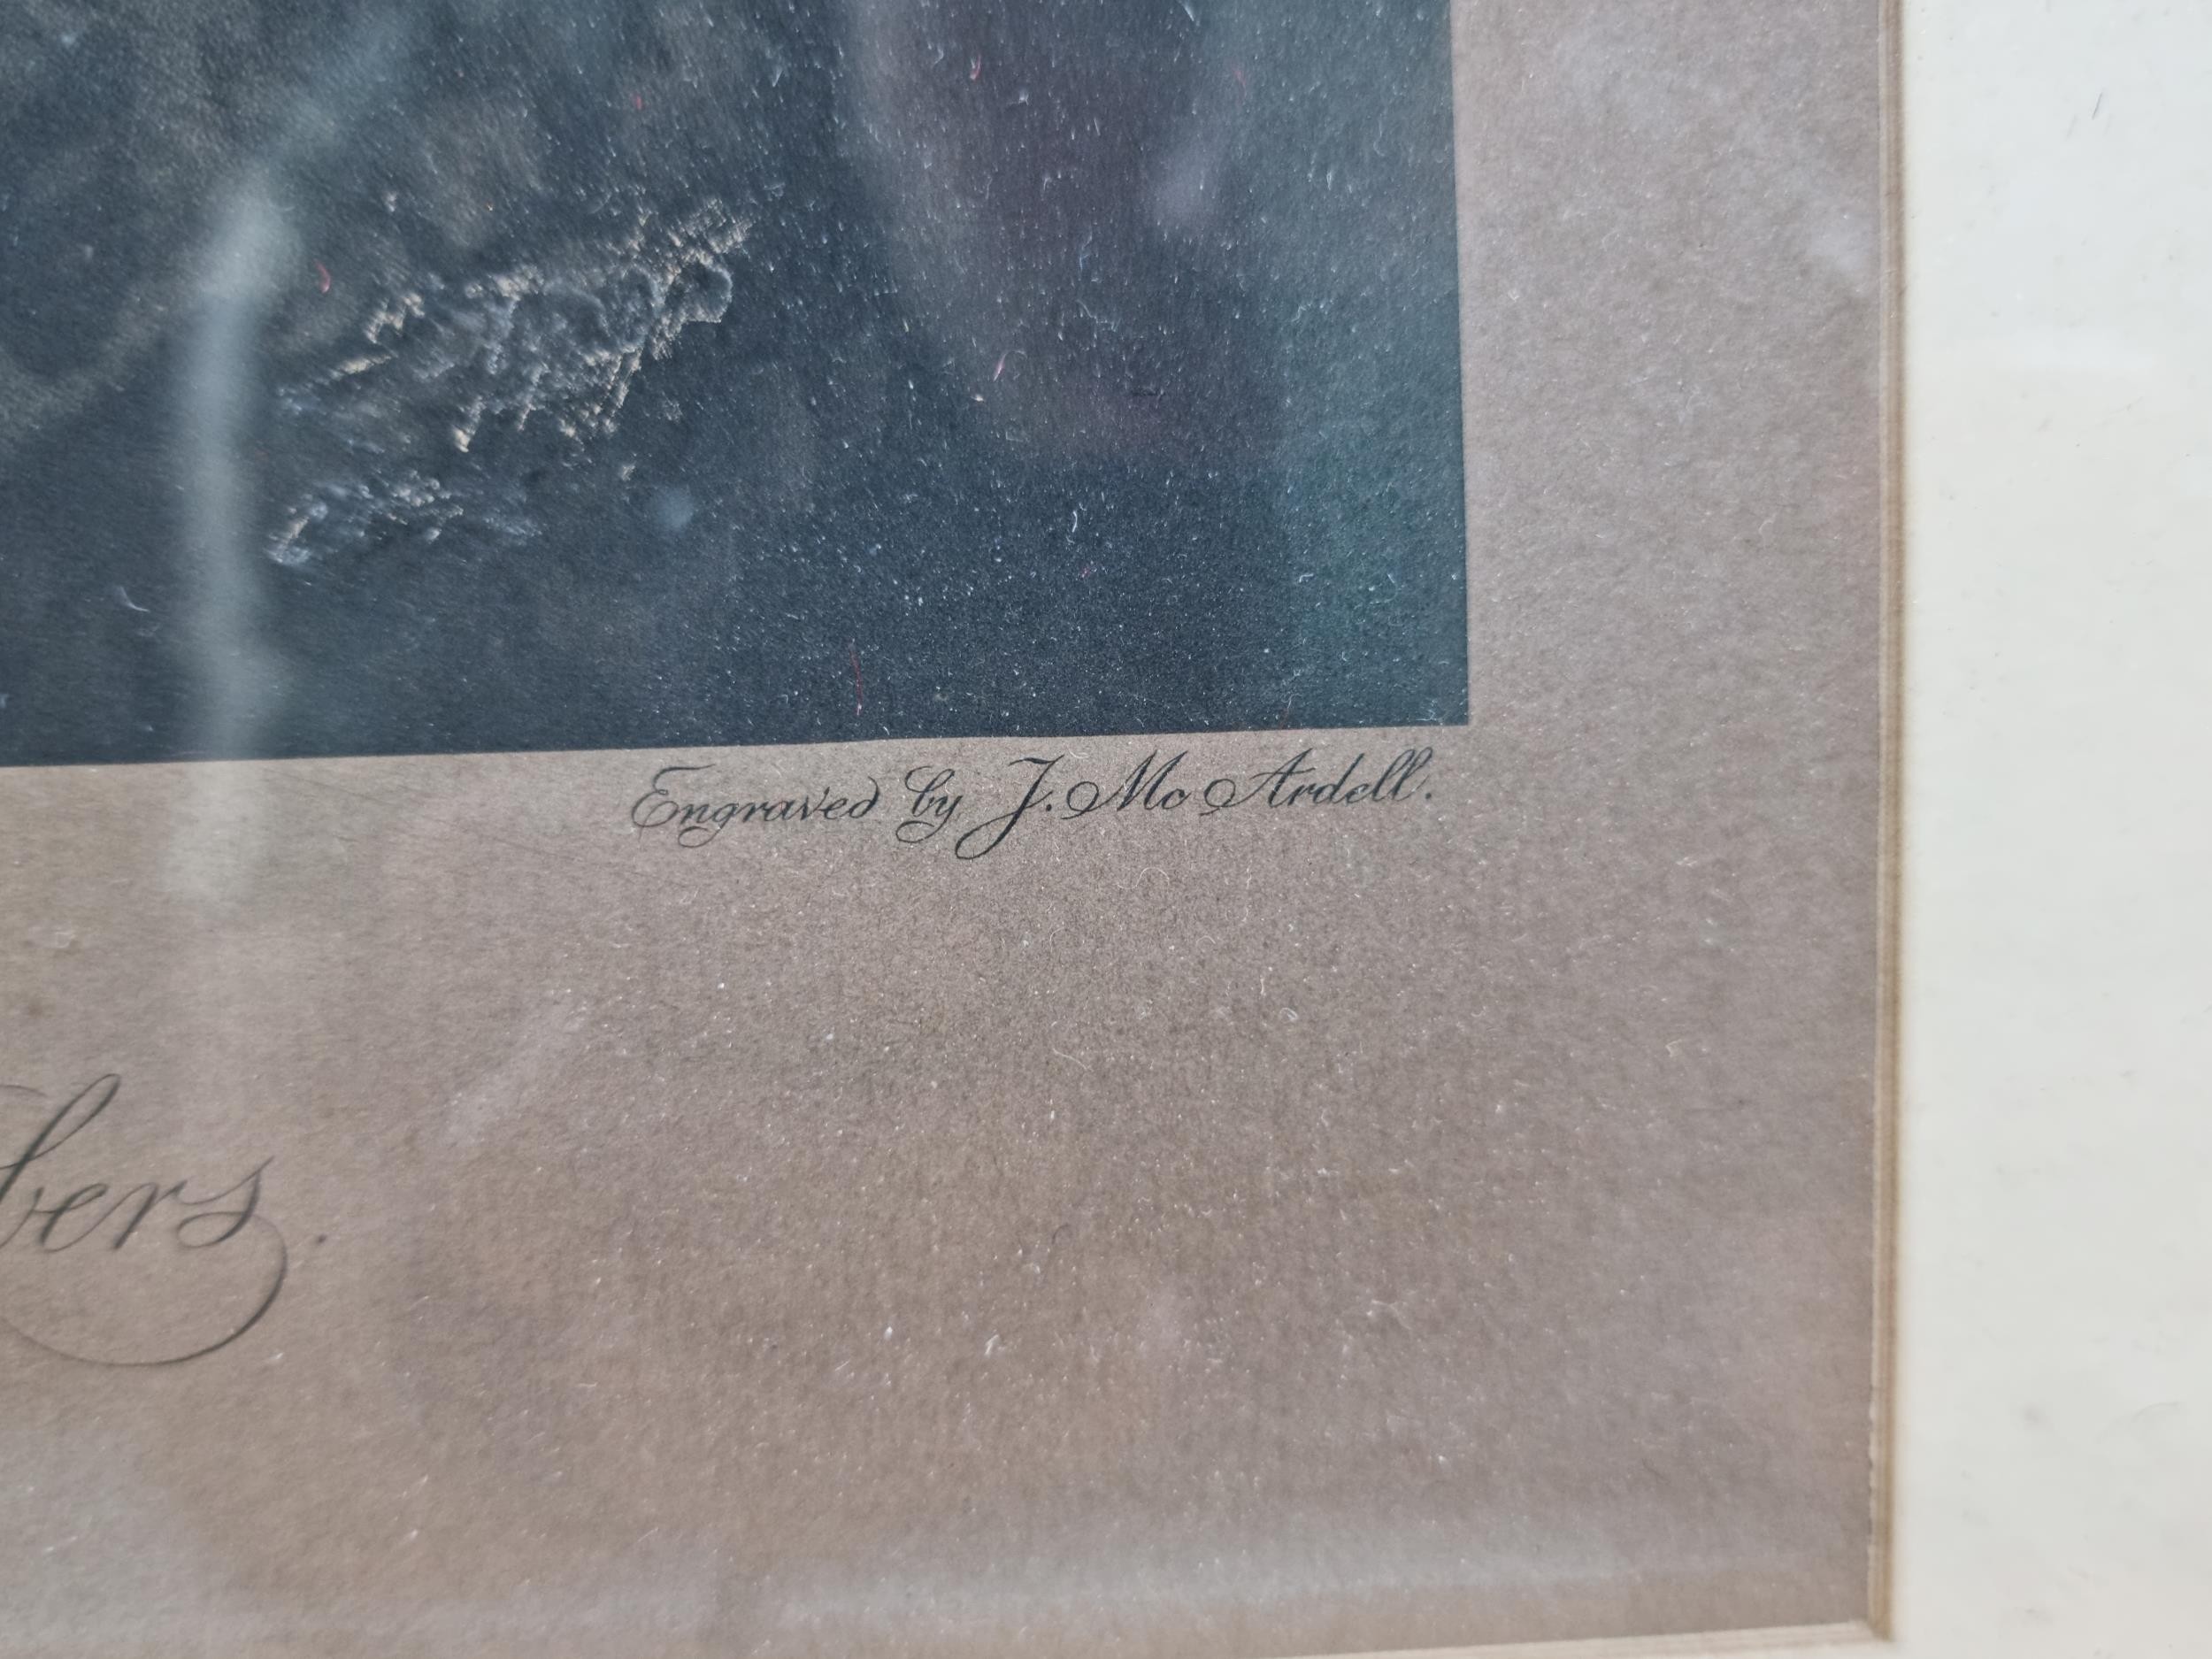 Engraved by J. Mc Ardell.
bers.